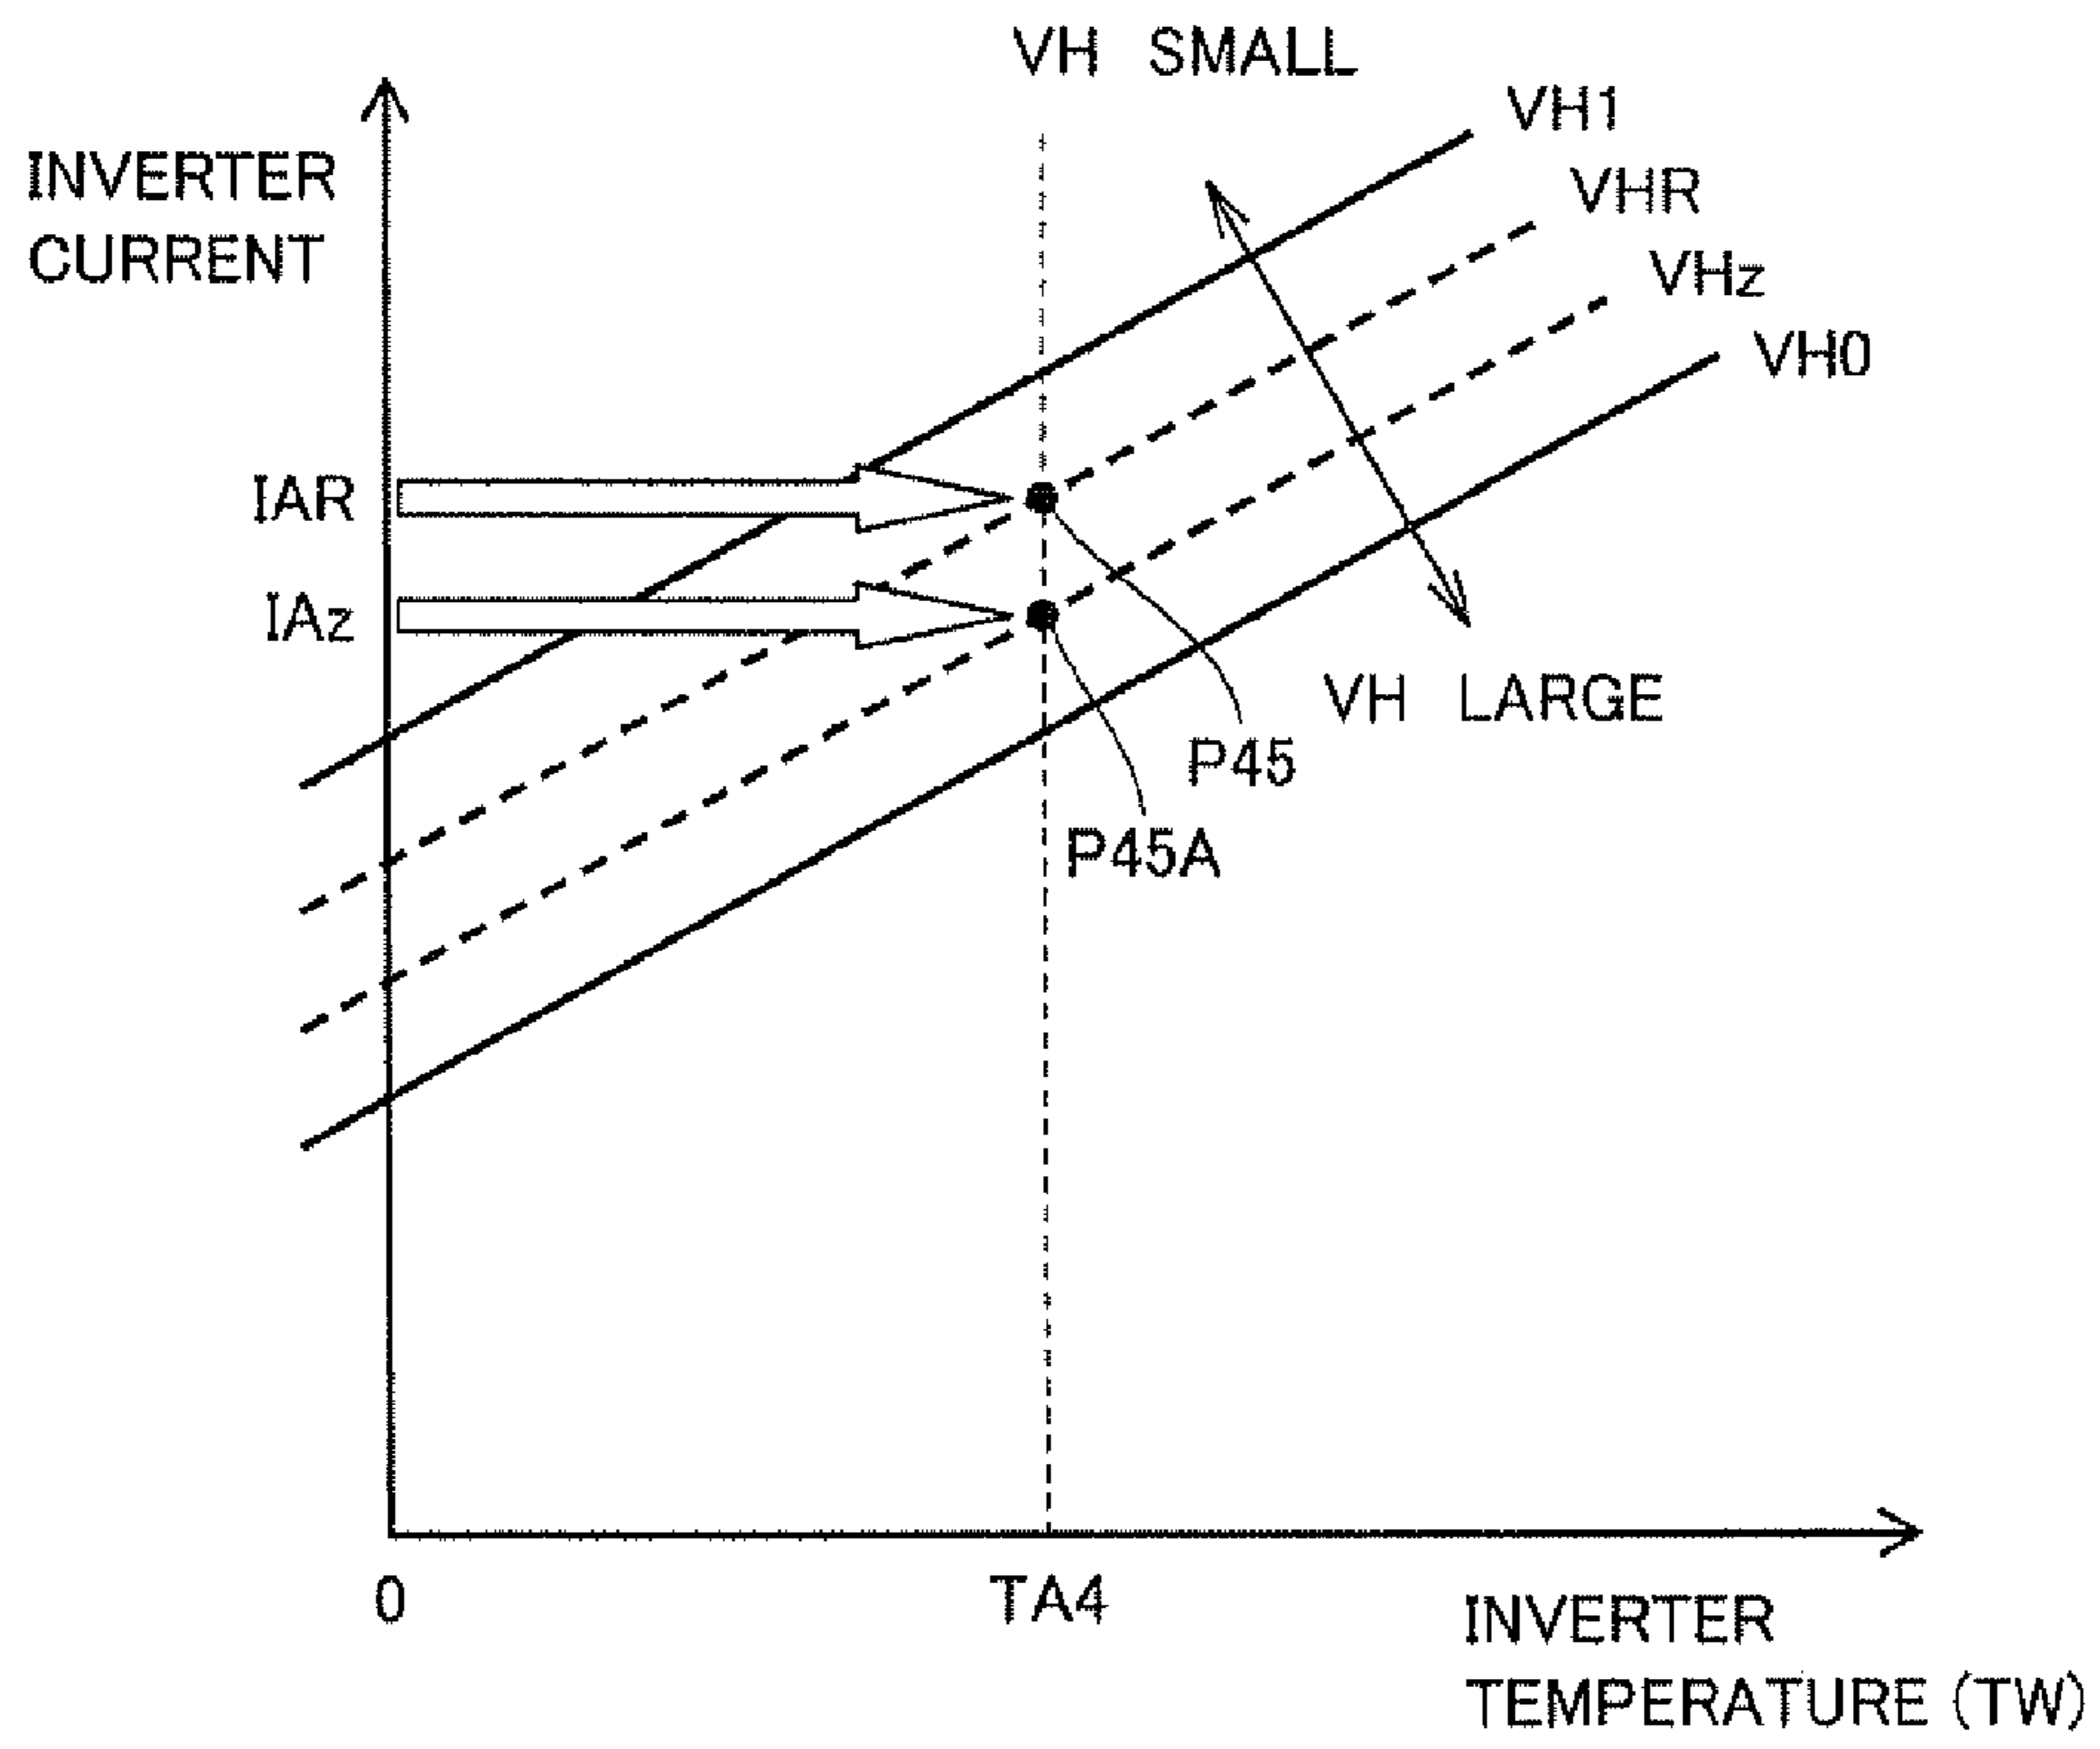 VH SMALL
VH1
INVERTER
CURRENT
VHR
VHz
VH0
IAR
IAz
VH LARGE
P45
P45A
0
TA4
INVERTER
TEMPERATURE (TW)